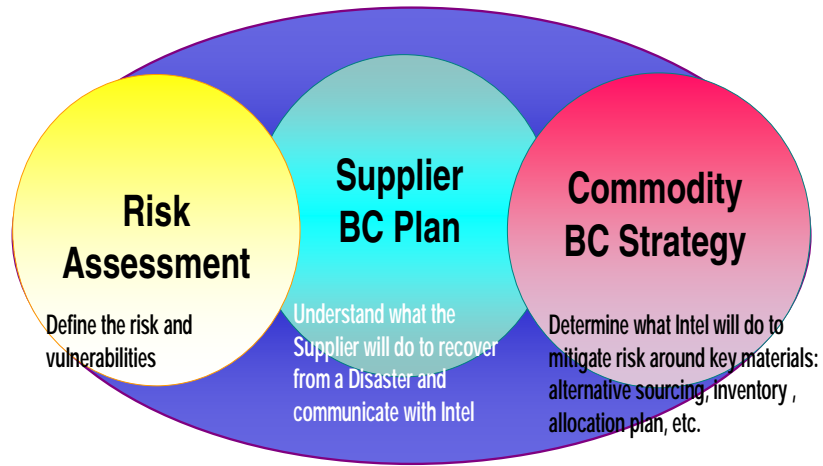 Risk
Assessment
Define the risk and
vulnerabilities
Supplier
BC Plan
Understand what the
Supplier will do to recover
from a Disaster and
communicate with Intel
Commodity
BC Strategy
Determine what Intel will do to
mitigate risk around key materials:
alternative sourcing, inventory ,
allocation plan, etc.